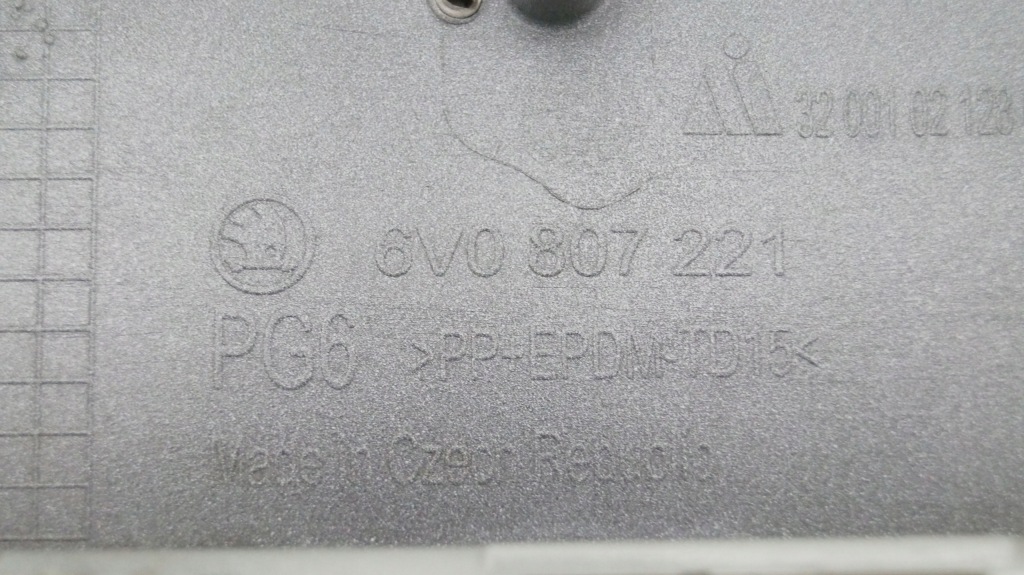 32 001 02 123
6V0 807 221
PG6 >PP+EPDM-TD15<
Made in Czech Republic